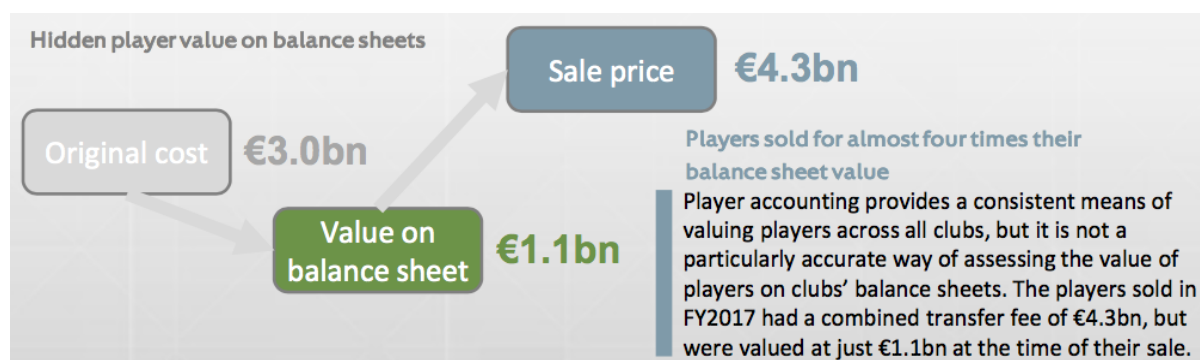 Hidden player value on balance sheets
Sale price
€4.3bn
Original cost
€3.0bn
Value on
balance sheet
€1.1bn
Players sold for almost four times their
balance sheet value
Player accounting provides a consistent means of
valuing players across all clubs, but it is not a
particularly accurate way of assessing the value of
players on clubs’ balance sheets. The players sold in
FY2017 had a combined transfer fee of €4.3bn, but
were valued at just €1.1bn at the time of their sale.